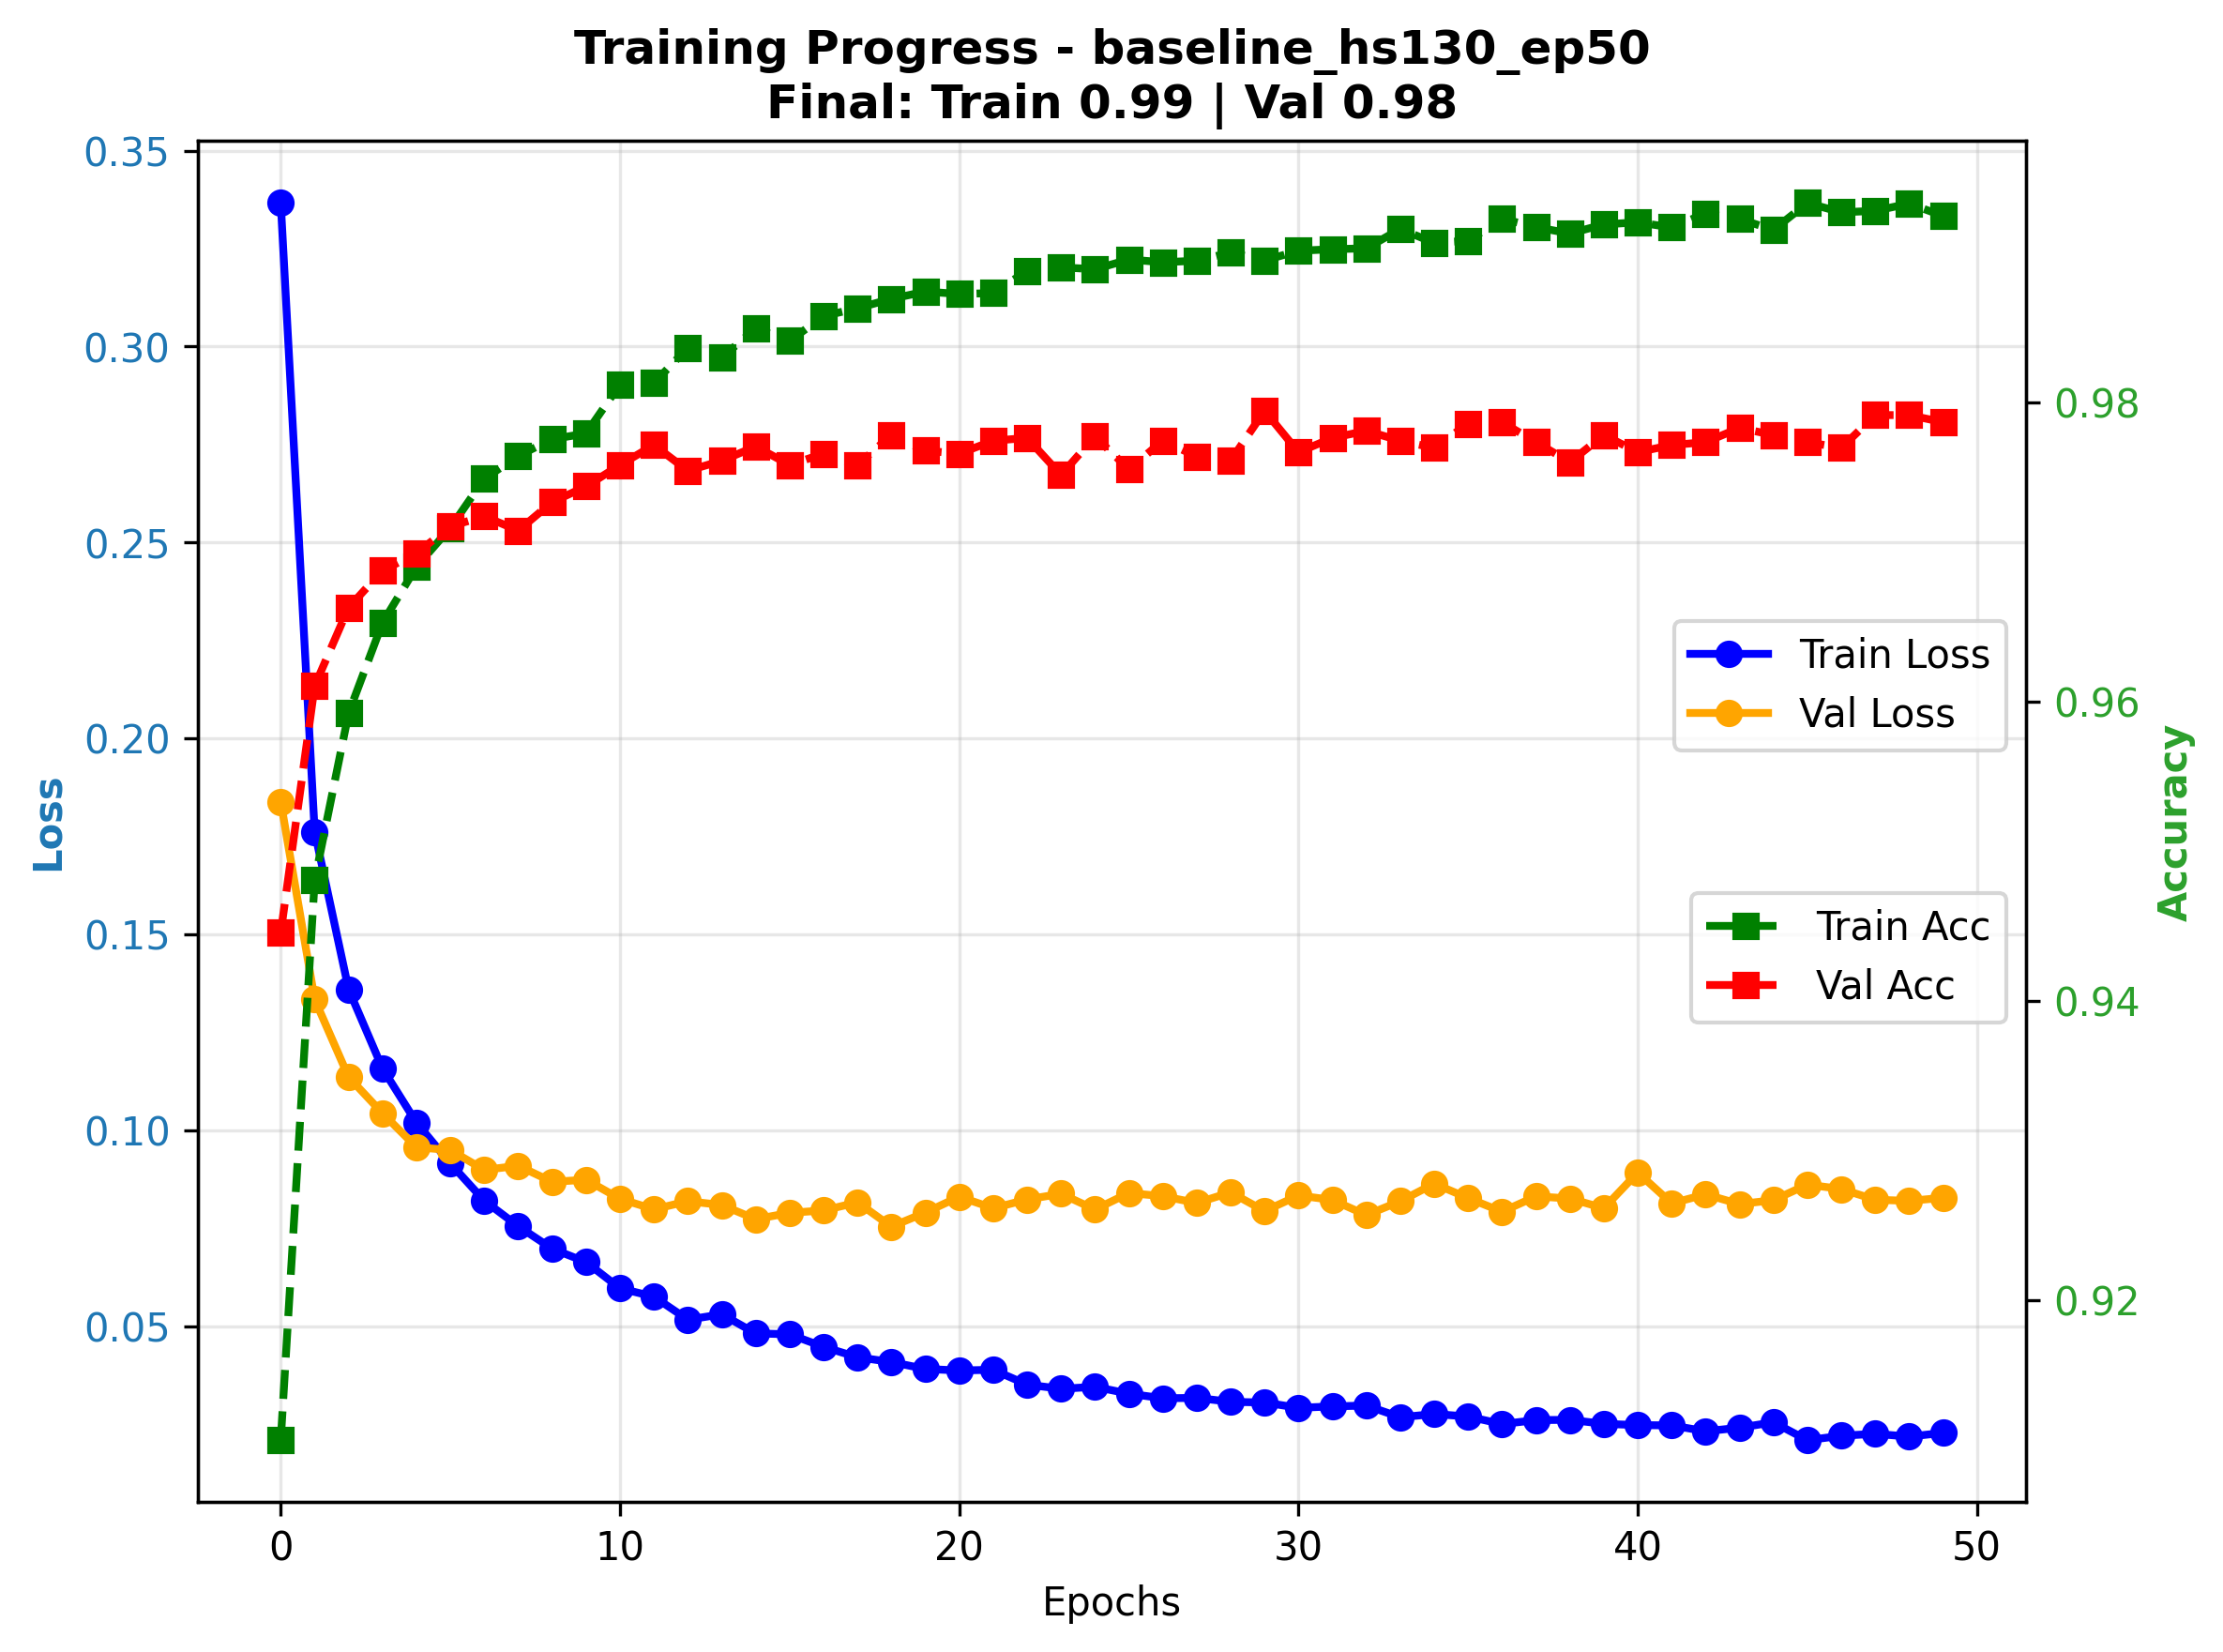 Training Progress - baseline_hs130_ep50
Final: Train 0.99 | Val 0.98
0.35
0.30
0.25
0.20
0.15
0.10
0.05
Loss
0.98
0.96
0.94
0.92
Accuracy
Train Loss
Val Loss
Train Acc
Val Acc
0 10 20 30 40 50
Epochs